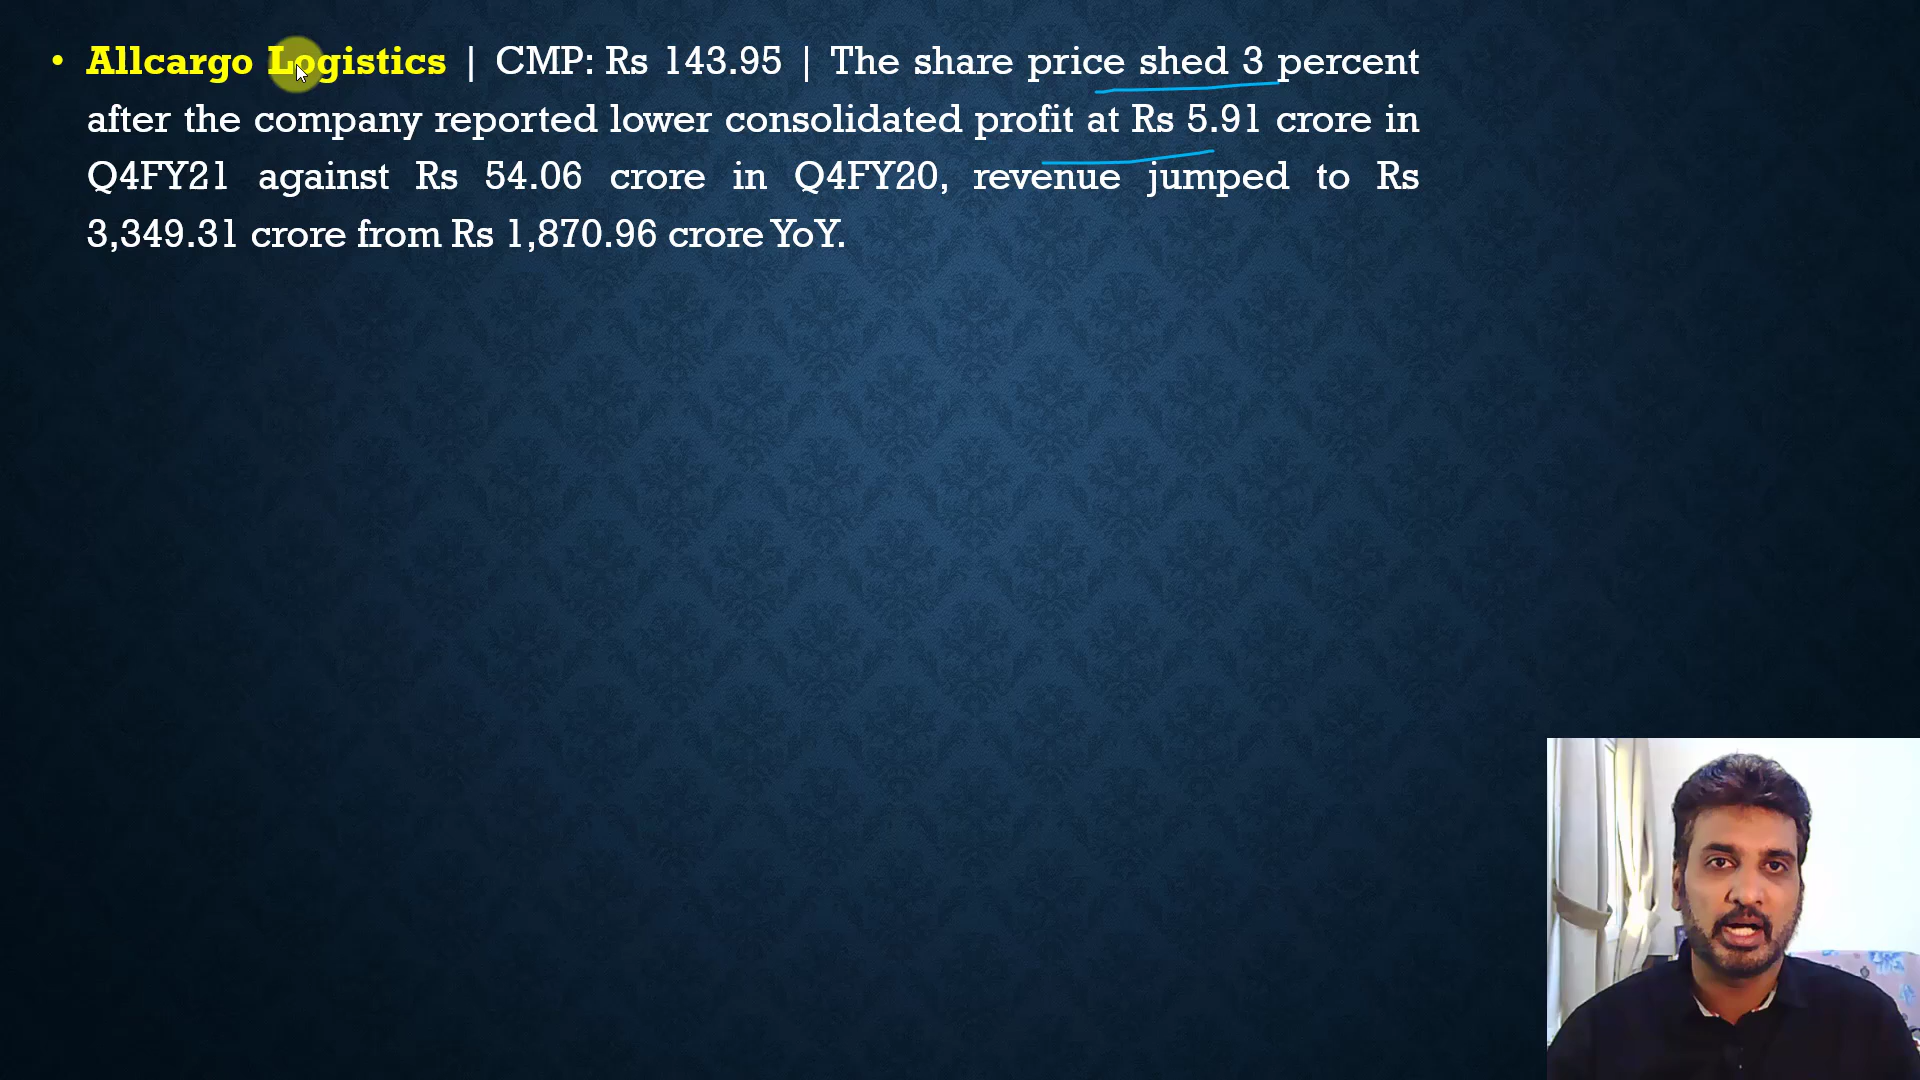 • Allcargo Logistics | CMP: Rs 143.95 | The share price shed 3 percent
after the company reported lower consolidated profit at Rs 5.91 crore in
Q4FY21 against Rs 54.06 crore in Q4FY20, revenue jumped to Rs
3,349.31 crore from Rs 1,870.96 crore YoY.